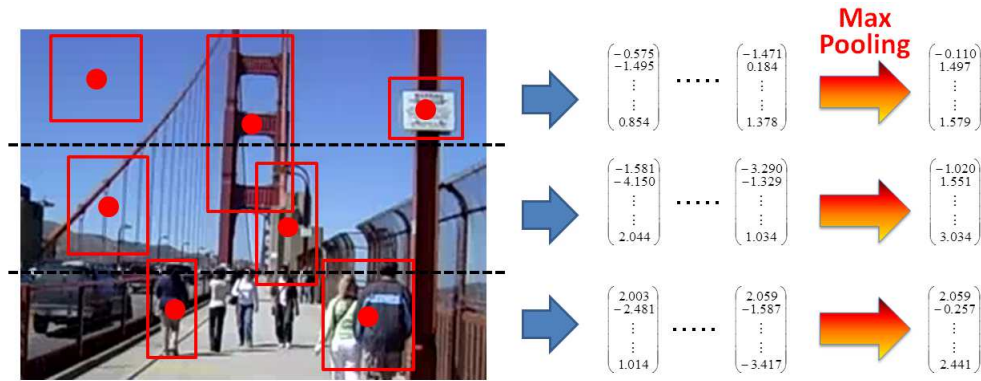 Max
Pooling
−0.575 −1.471 −0.110
−1.495 ..... 0.184 1.497
⋮ ⋮ ⋮
⋮ ⋮ ⋮
0.854 1.378 1.579
−1.581 −3.290 −1.020
−4.150 ..... −1.329 1.551
⋮ ⋮ ⋮
⋮ ⋮ ⋮
2.044 1.034 3.034
2.003 2.059 2.059
−2.481 ..... −1.587 −0.257
⋮ ⋮ ⋮
⋮ ⋮ ⋮
1.014 −3.417 2.441